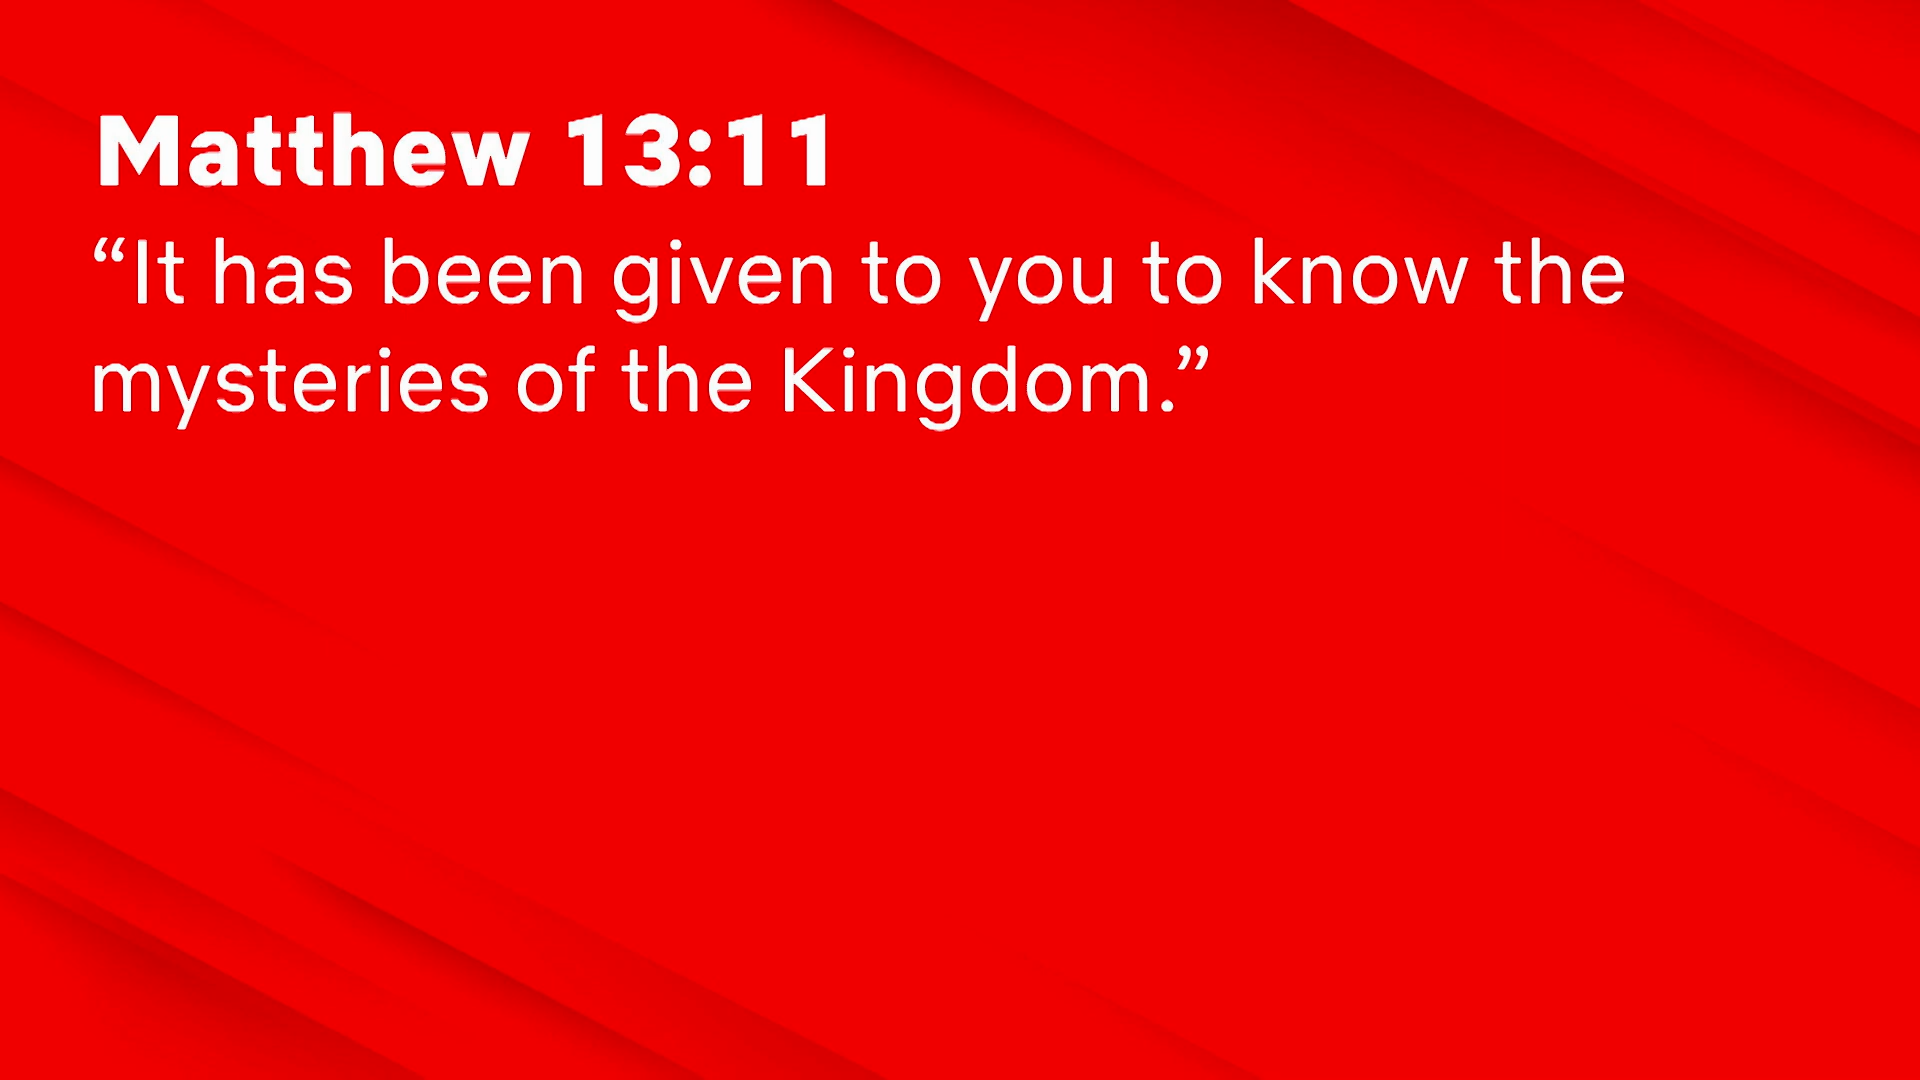 Matthew 13:11
“It has been given to you to know the
mysteries of the Kingdom.”